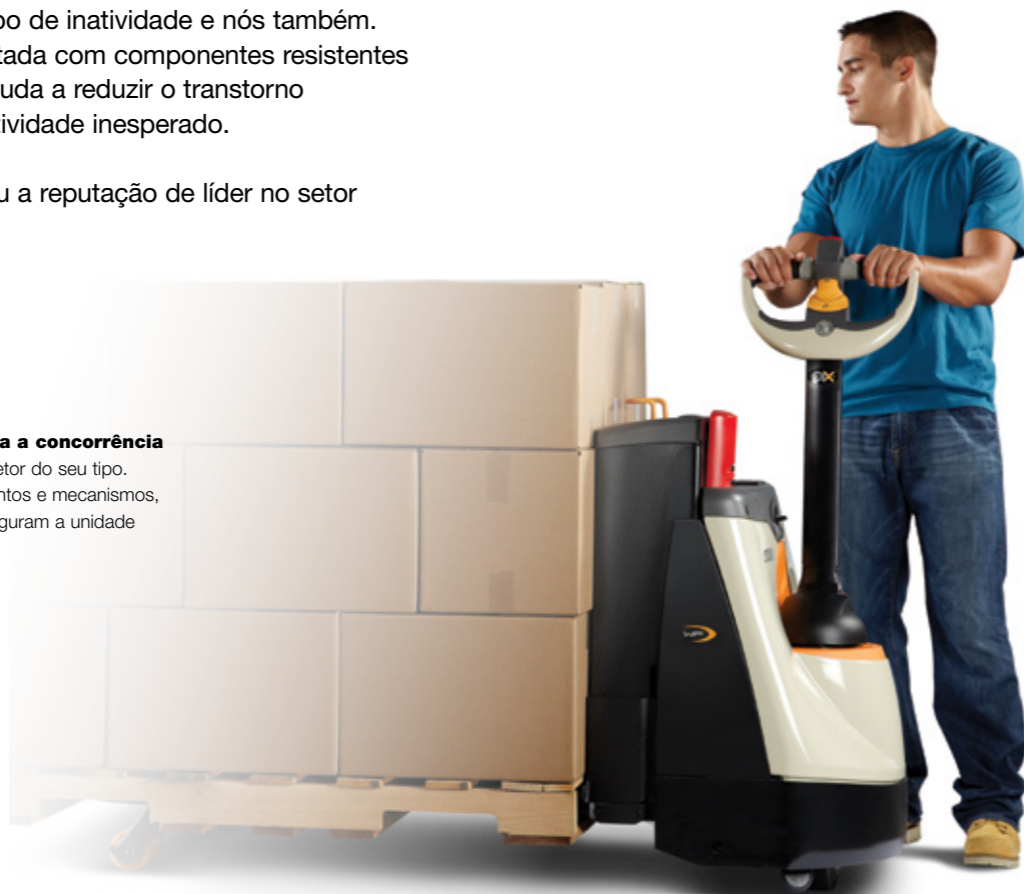 po de inatividade e nós também.
tada com componentes resistentes
uda a reduzir o transtorno
tividade inesperado.
u a reputação de líder no setor
a a concorrência
etor do seu tipo.
ntos e mecanismos,
guram a unidade